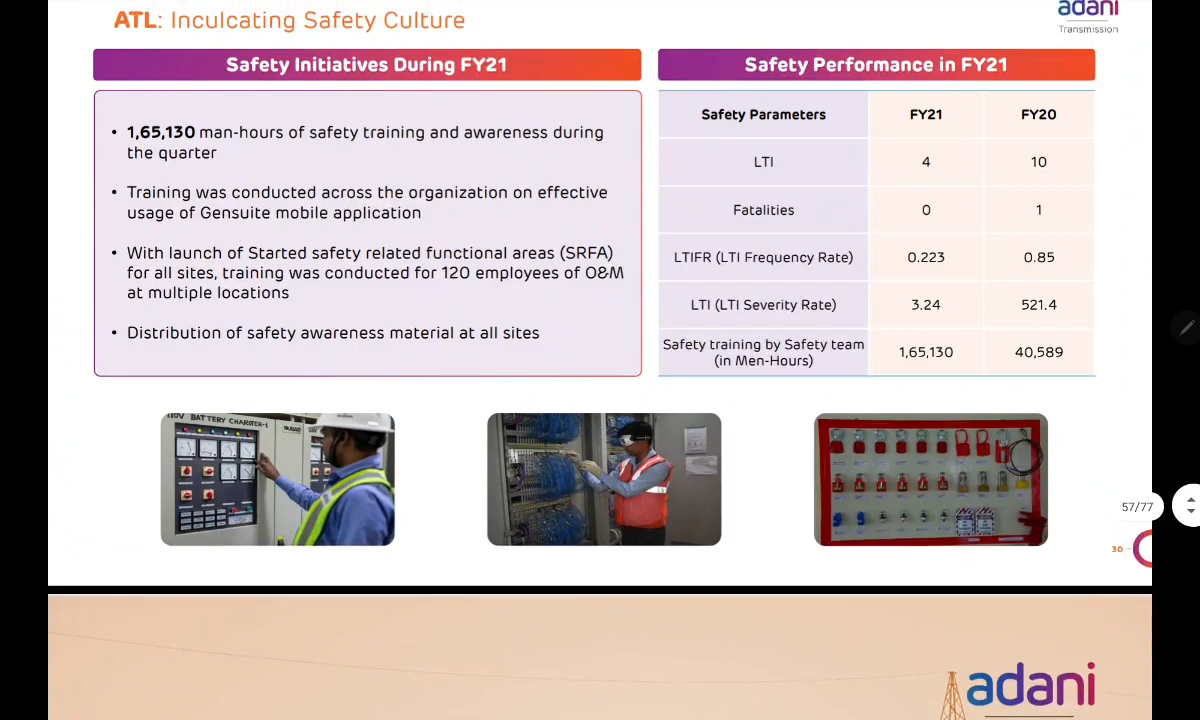 ATL: Inculcating Safety Culture
adani
Transmission
Safety Initiatives During FY21
• 1,65,130 man-hours of safety training and awareness during
the quarter
• Training was conducted across the organization on effective
usage of Gensuite mobile application
• With launch of Started safety related functional areas (SRFA)
for all sites, training was conducted for 120 employees of O&M
at multiple locations
• Distribution of safety awareness material at all sites
Safety Performance in FY21
Safety Parameters FY21 FY20
LTI 4 10
Fatalities 0 1
LTIFR (LTI Frequency Rate) 0.223 0.85
LTI (LTI Severity Rate) 3.24 521.4
Safety training by Safety team
(in Men-Hours) 1,65,130 40,589
110V BATTERY CHARGER-1
57/77
30
adani